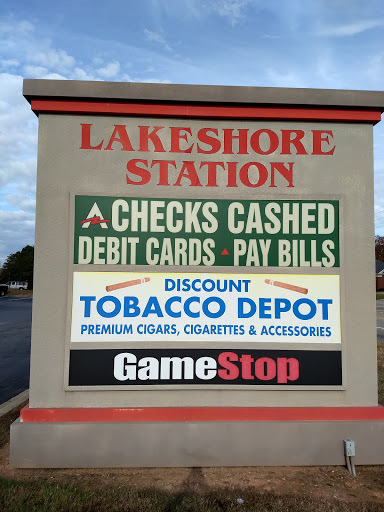 LAKESHORE
STATION
CHECKS CASHED
DEBIT CARDS PAY BILLS
DISCOUNT
TOBACCO DEPOT
PREMIUM CIGARS, CIGARETTES & ACCESSORIES
GameStop